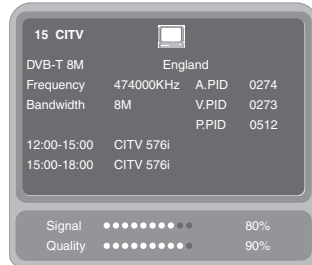 15 CITV
DVB-T 8M England
Frequency 474000KHz A.PID 0274
Bandwidth 8M V.PID 0273
P.PID 0512
12:00-15:00 CITV 576i
15:00-18:00 CITV 576i
Signal 80%
Quality 90%